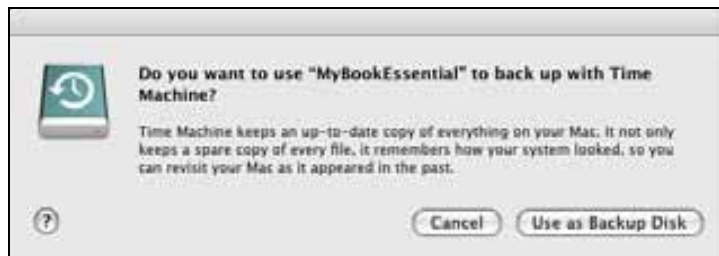 Do you want to use “MyBookEssential” to back up with Time
Machine?
Time Machine keeps an up-to-date copy of everything on your Mac. It not only
keeps a spare copy of every file, it remembers how your system looked, so you
can revisit your Mac as it appeared in the past.
?
Cancel
Use as Backup Disk